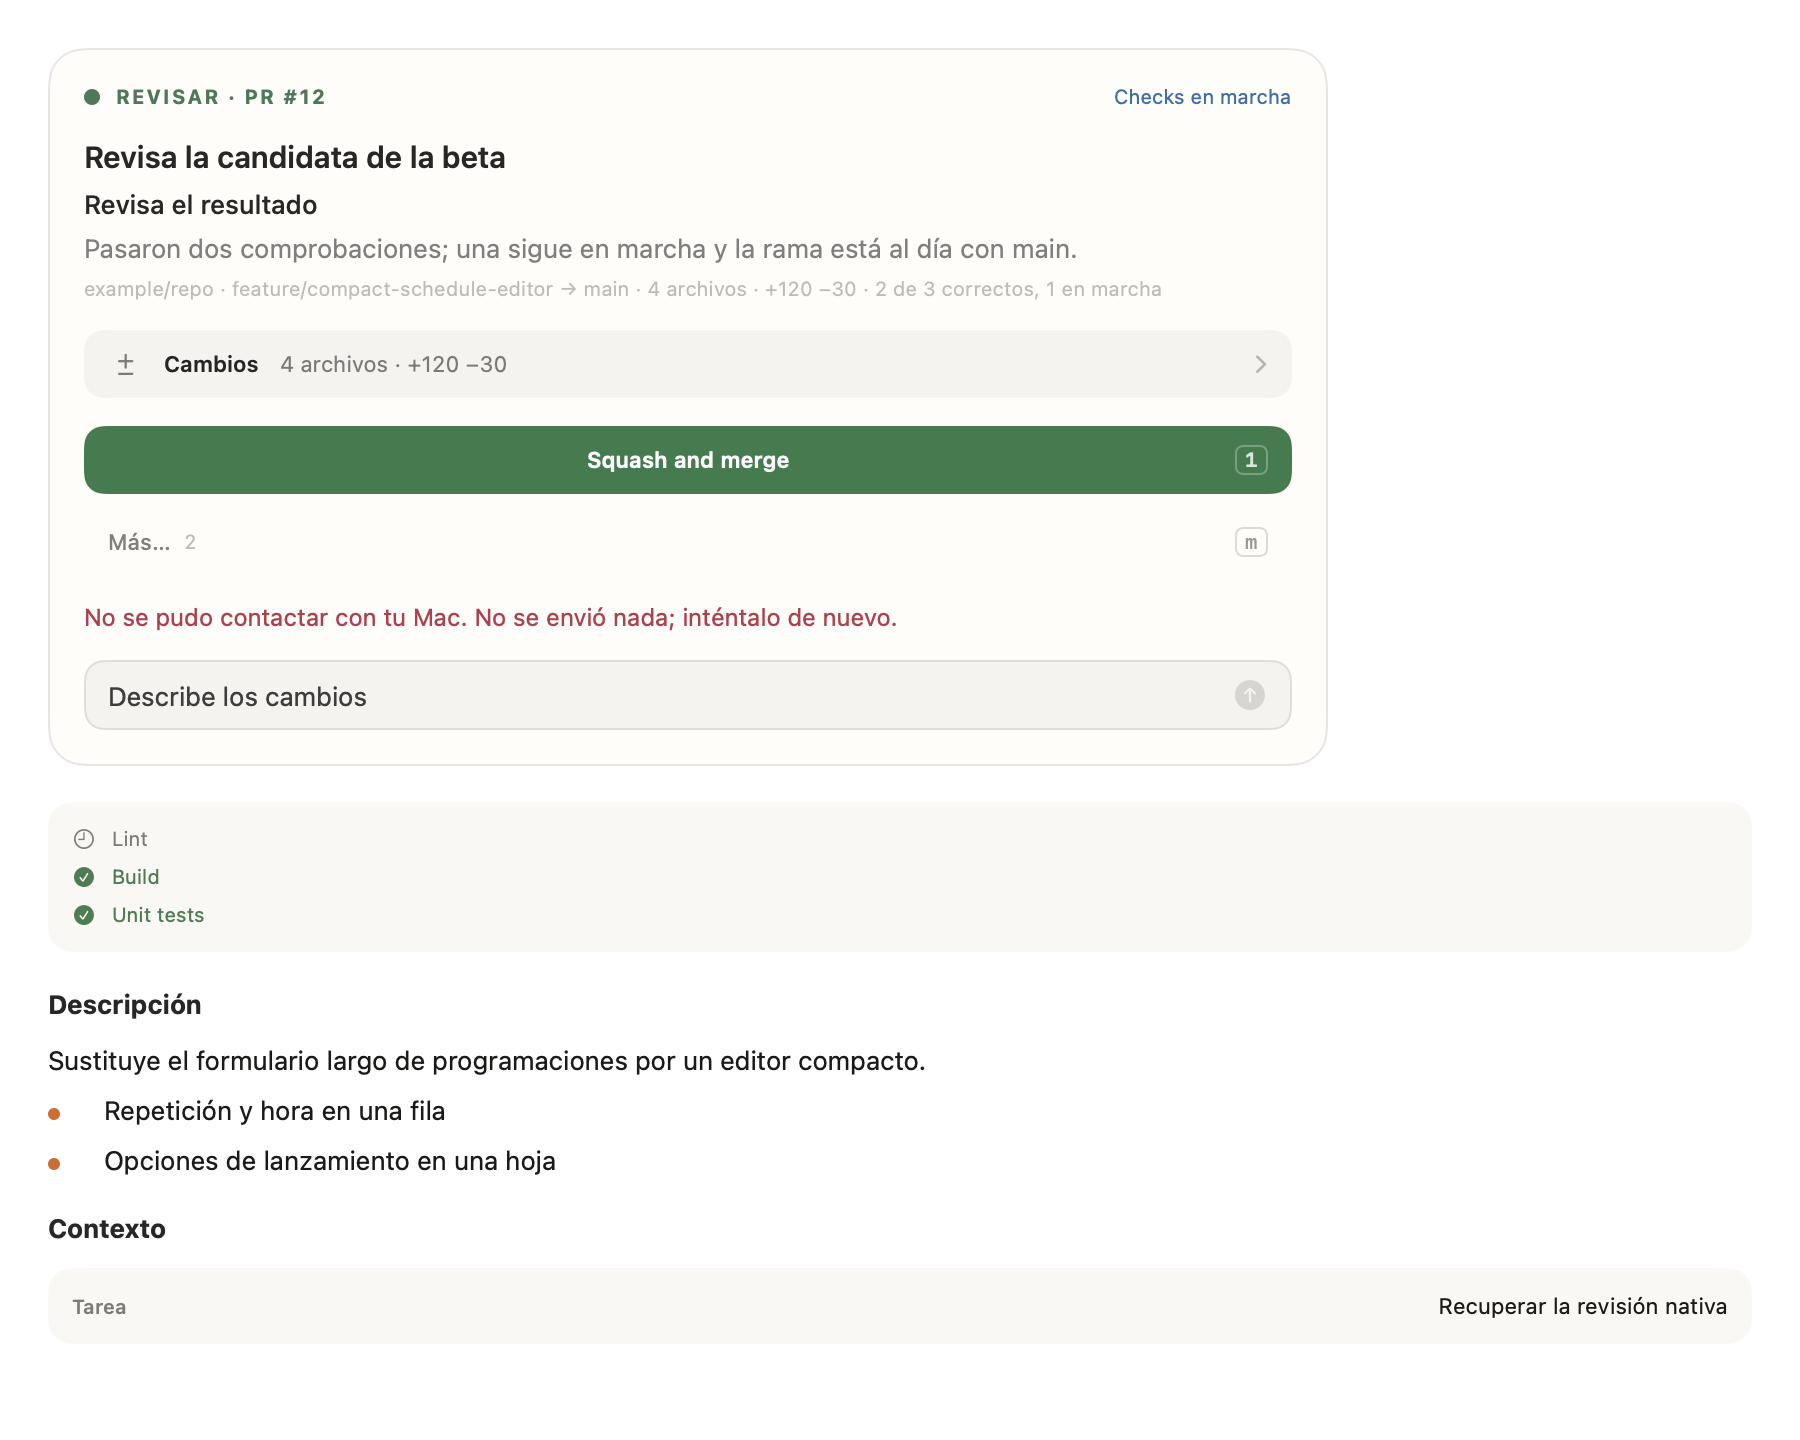 REVISAR · PR #12
Checks en marcha
Revisa la candidata de la beta
Revisa el resultado
Pasaron dos comprobaciones; una sigue en marcha y la rama está al día con main.
example/repo · feature/compact-schedule-editor → main · 4 archivos · +120 −30 · 2 de 3 correctos, 1 en marcha
Cambios 4 archivos · +120 −30
Squash and merge 1
Más... 2 m
No se pudo contactar con tu Mac. No se envió nada; inténtalo de nuevo.
Describe los cambios
Lint
Build
Unit tests
Descripción
Sustituye el formulario largo de programaciones por un editor compacto.
Repetición y hora en una fila
Opciones de lanzamiento en una hoja
Contexto
Tarea
Recuperar la revisión nativa